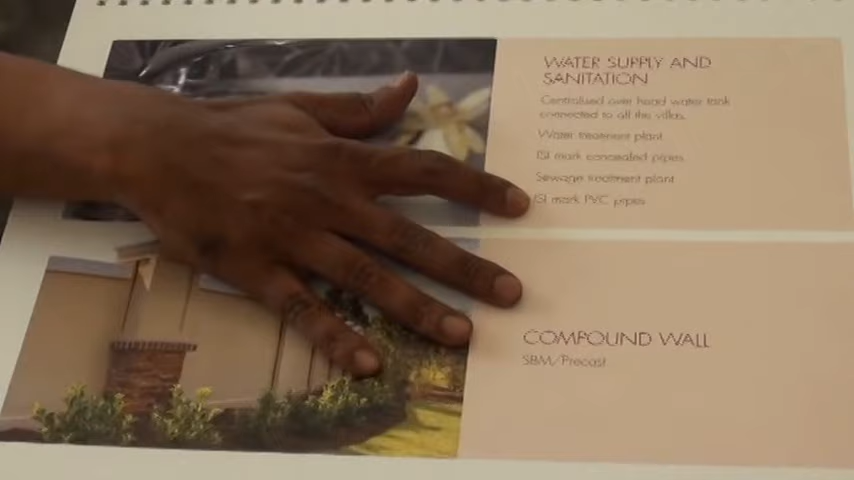 WATER SUPPLY AND
SANITATION
Centralised over head water tank
connected to all the villas.
Water treatment plant
ISI mark concealed pipes
Sewage treatment plant
ISI mark PVC pipes
COMPOUND WALL
SBM/Precast